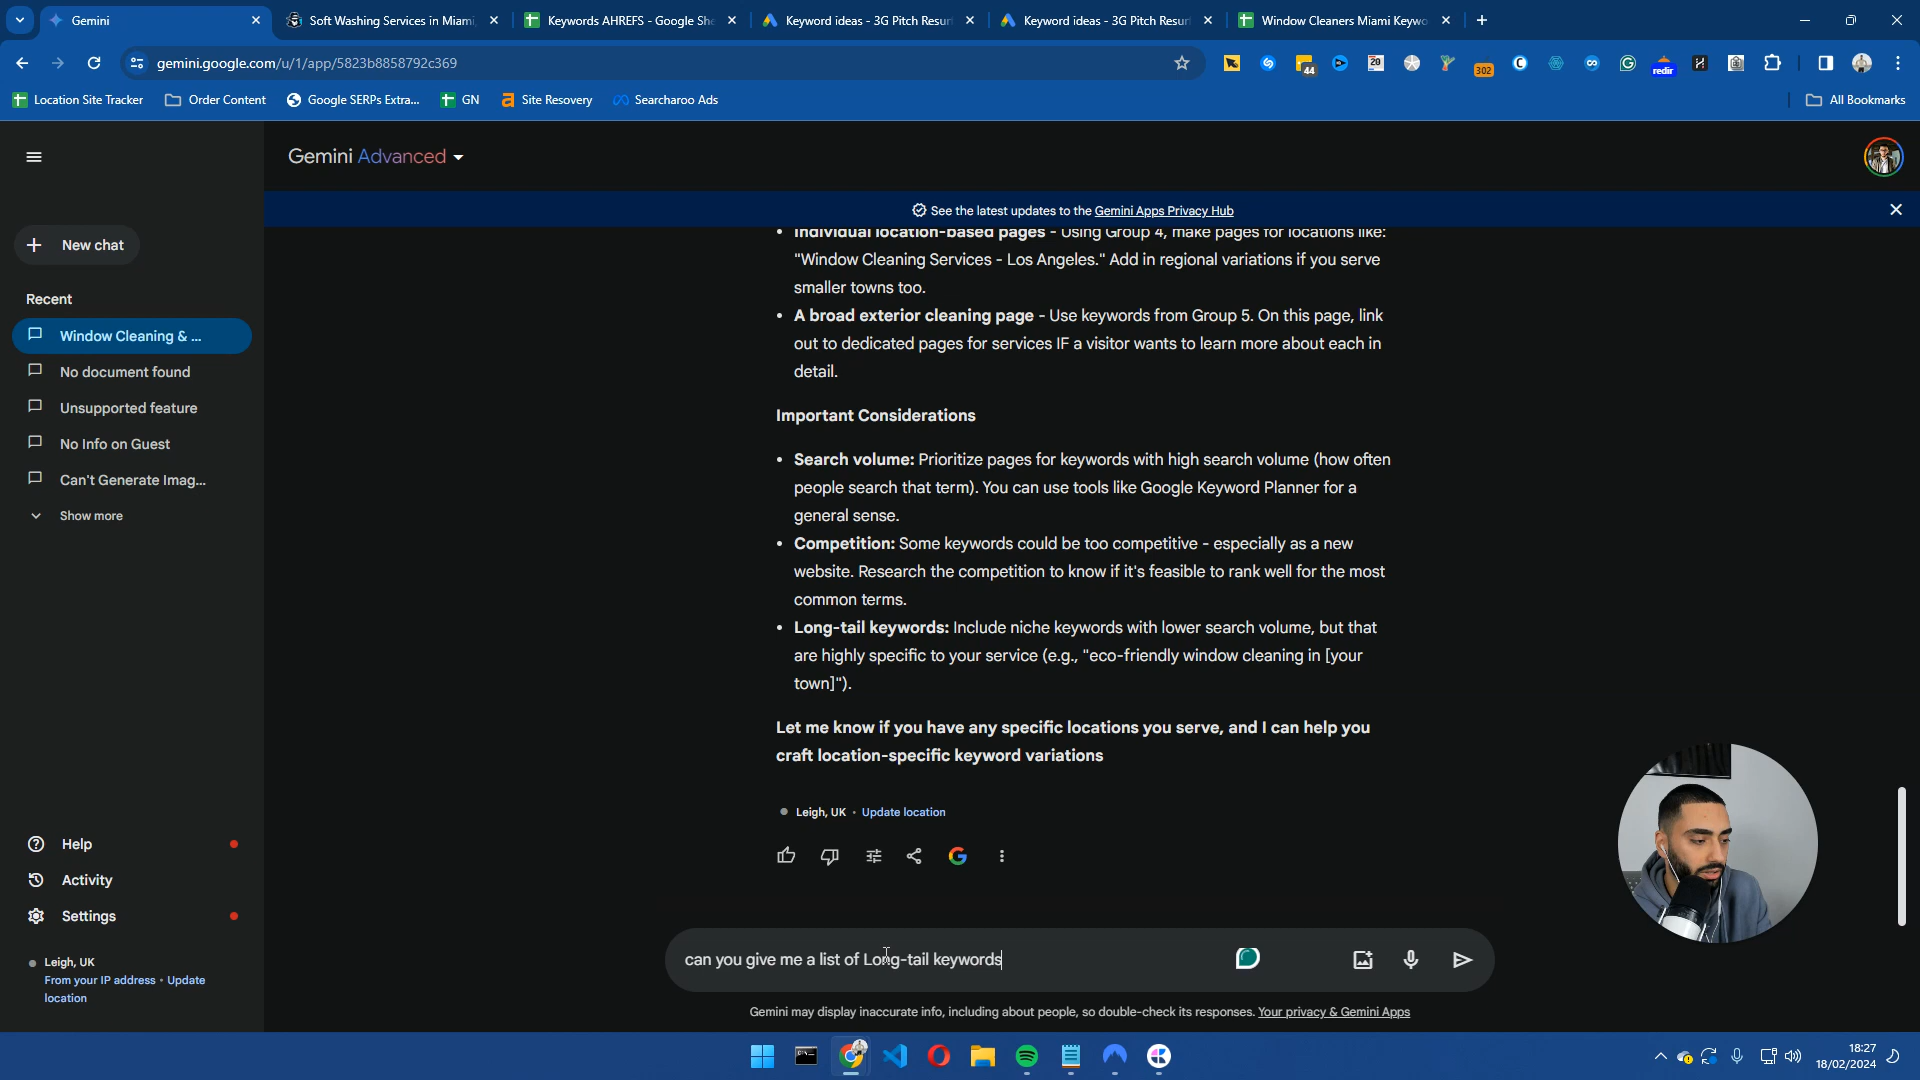 Gemini
Soft Washing Services in Miami,
Keywords AHREFS - Google She
Keyword ideas - 3G Pitch Resurf
Keyword ideas - 3G Pitch Resurf
Window Cleaners Miami Keywo
gemini.google.com/u/1/app/5823b8858792c369
44
20
302
redir
Location Site Tracker
Order Content
Google SERPs Extra...
GN
Site Recovery
Searcharoo Ads
All Bookmarks
Gemini Advanced
See the latest updates to the Gemini Apps Privacy Hub
New chat
Recent
Window Cleaning & ...
No document found
Unsupported feature
No Info on Guest
Can't Generate Imag...
Show more
Help
Activity
Settings
Leigh, UK
From your IP address • Update
location
• Individual location-based pages - Using Group 4, make pages for locations like:
"Window Cleaning Services - Los Angeles." Add in regional variations if you serve
smaller towns too.
• A broad exterior cleaning page - Use keywords from Group 5. On this page, link
out to dedicated pages for services IF a visitor wants to learn more about each in
detail.
Important Considerations
• Search volume: Prioritize pages for keywords with high search volume (how often
people search that term). You can use tools like Google Keyword Planner for a
general sense.
• Competition: Some keywords could be too competitive - especially as a new
website. Research the competition to know if it's feasible to rank well for the most
common terms.
• Long-tail keywords: Include niche keywords with lower search volume, but that
are highly specific to your service (e.g., "eco-friendly window cleaning in [your
town]").
Let me know if you have any specific locations you serve, and I can help you
craft location-specific keyword variations
Leigh, UK • Update location
can you give me a list of Long-tail keywords
Gemini may display inaccurate info, including about people, so double-check its responses. Your privacy & Gemini Apps
18:27
18/02/2024